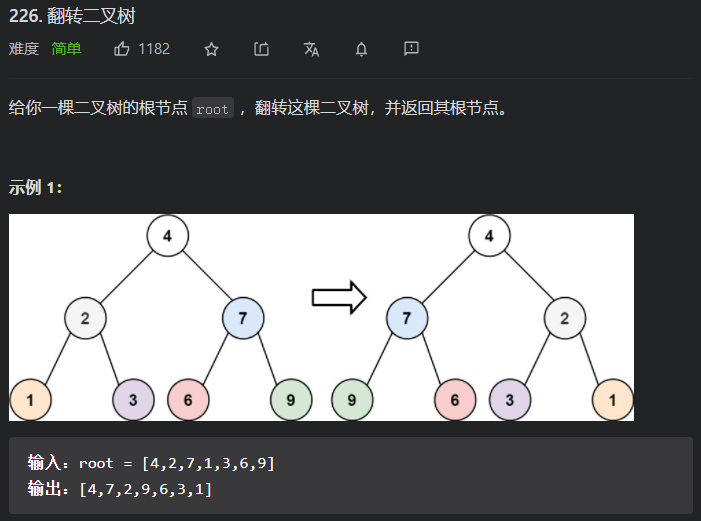 226. 翻转二叉树
难度 简单 1182
给你一棵二叉树的根节点 root ，翻转这棵二叉树，并返回其根节点。
示例 1：
4 4
2 7 7 2
1 3 6 9 9 6 3 1
输入：root = [4,2,7,1,3,6,9]
输出：[4,7,2,9,6,3,1]